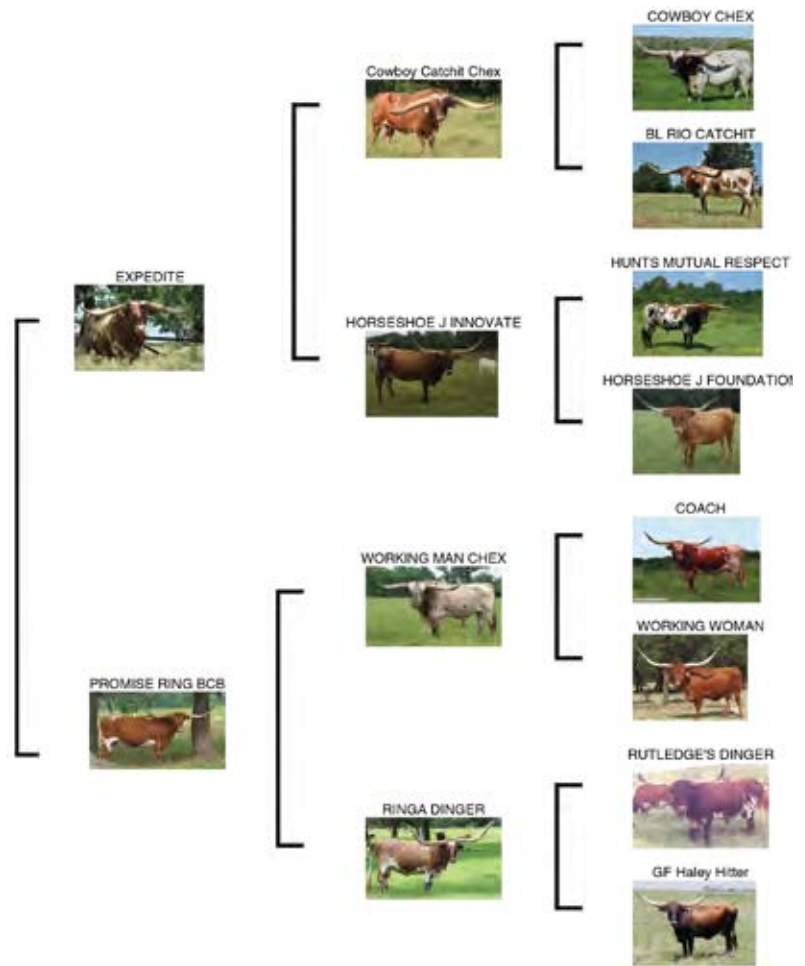 COWBOY CHEX
Cowboy Catchit Chex
BL RIO CATCHIT
EXPEDITE
HUNTS MUTUAL RESPECT
HORSESHOE J INNOVATE
HORSESHOE J FOUNDATION
COACH
WORKING MAN CHEX
WORKING WOMAN
PROMISE RING BCB
RUTLEDGE'S DINGER
RINGA DINGER
GF Haley Hitter